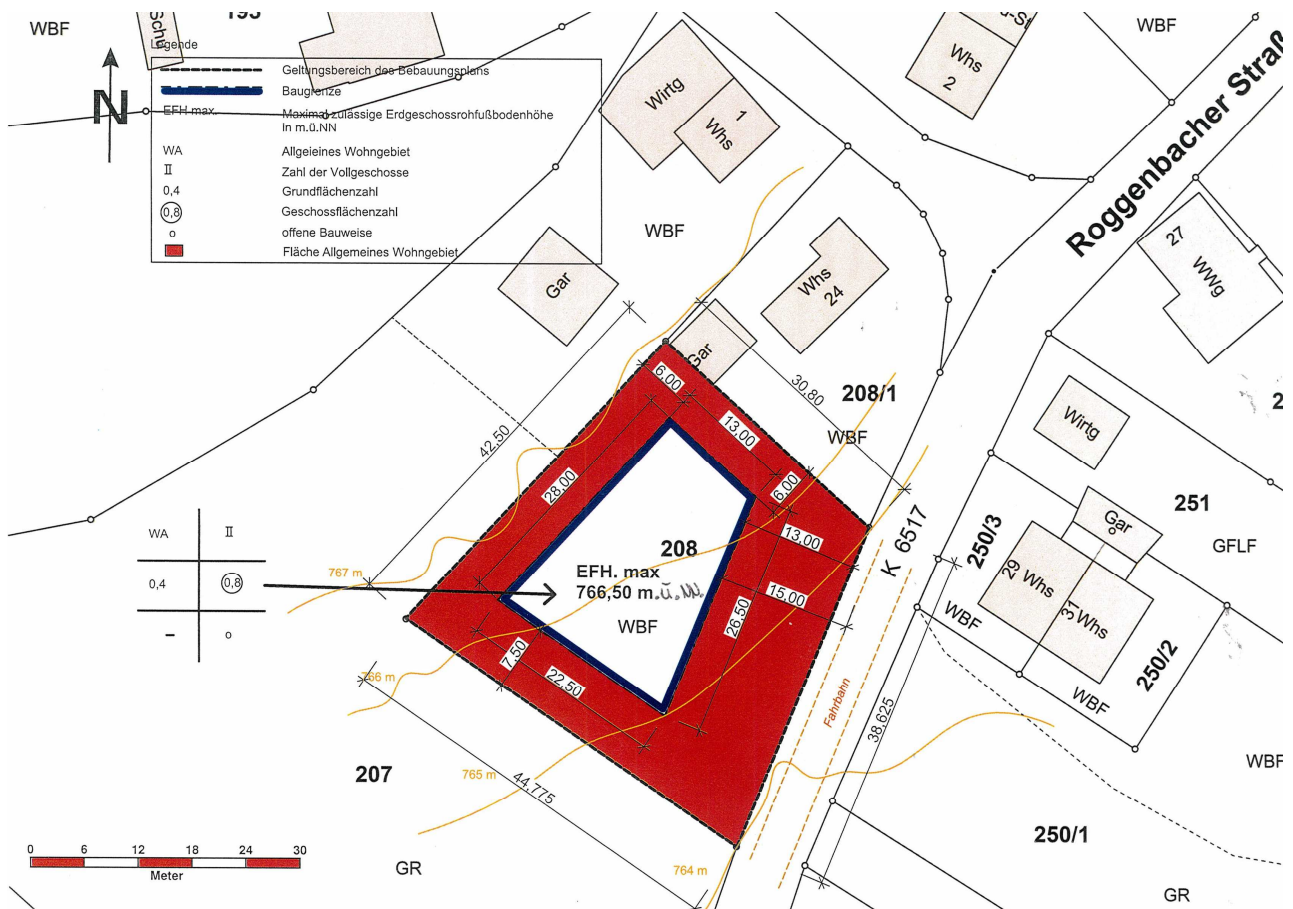 WBF
193
Schu
Legende
Geltungsbereich des Bebauungsplans
Baugrenze
EFH max.
Maximal zulässige Erdgeschossrohfußbodenhöhe
in m.ü.NN
WA
Allgeieines Wohngebiet
II
Zahl der Vollgeschosse
0,4
Grundflächenzahl
0,8
Geschossflächenzahl
o
offene Bauweise
Fläche Allgemeines Wohngebiet
N
Wirtg
Whs
1
Whs
2
WBF
Roggenbacher Straß
27
WWg
WBF
Gar
Whs
24
Gar
6,00
30,80
208/1
WBF
42,50
13,00
28,00
6,00
Wirtg
251
2
GFLF
Gar
250/3
K 6517
WA
II
0,4
0,8
–
o
767 m
208
EFH. max
766,50 m.ü.NN.
WBF
13,00
15,00
26,50
29
Whs
31
Whs
WBF
250/2
WBF
7,50
22,50
766 m
Fahrbahn
38,625
WBF
207
765 m
44,775
250/1
0 6 12 18 24 30
Meter
GR
764 m
GR